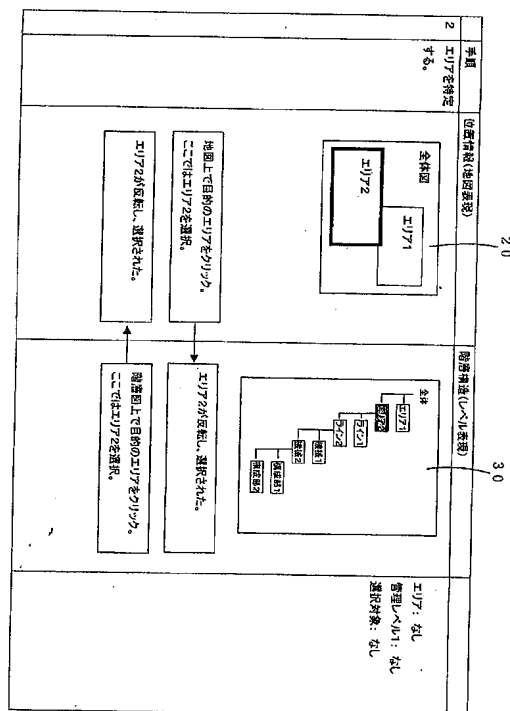 手順
位置情報(地図表現)
階層構造(レベル表現)
2
エリアを特定
する。
20
全体図
エリア1
エリア2
地図上で目的のエリアをクリック。
ここではエリア2を選択。
エリア2が反転し、選択された。
30
全体
エリア1
エリア2
ライン1
ライン2
機械1
機械2
構成部1
構成部2
エリア2が反転し、選択された。
階層図上で目的のエリアをクリック。
ここではエリア2を選択。
エリア: なし
管理レベル1: なし
選択対象: なし